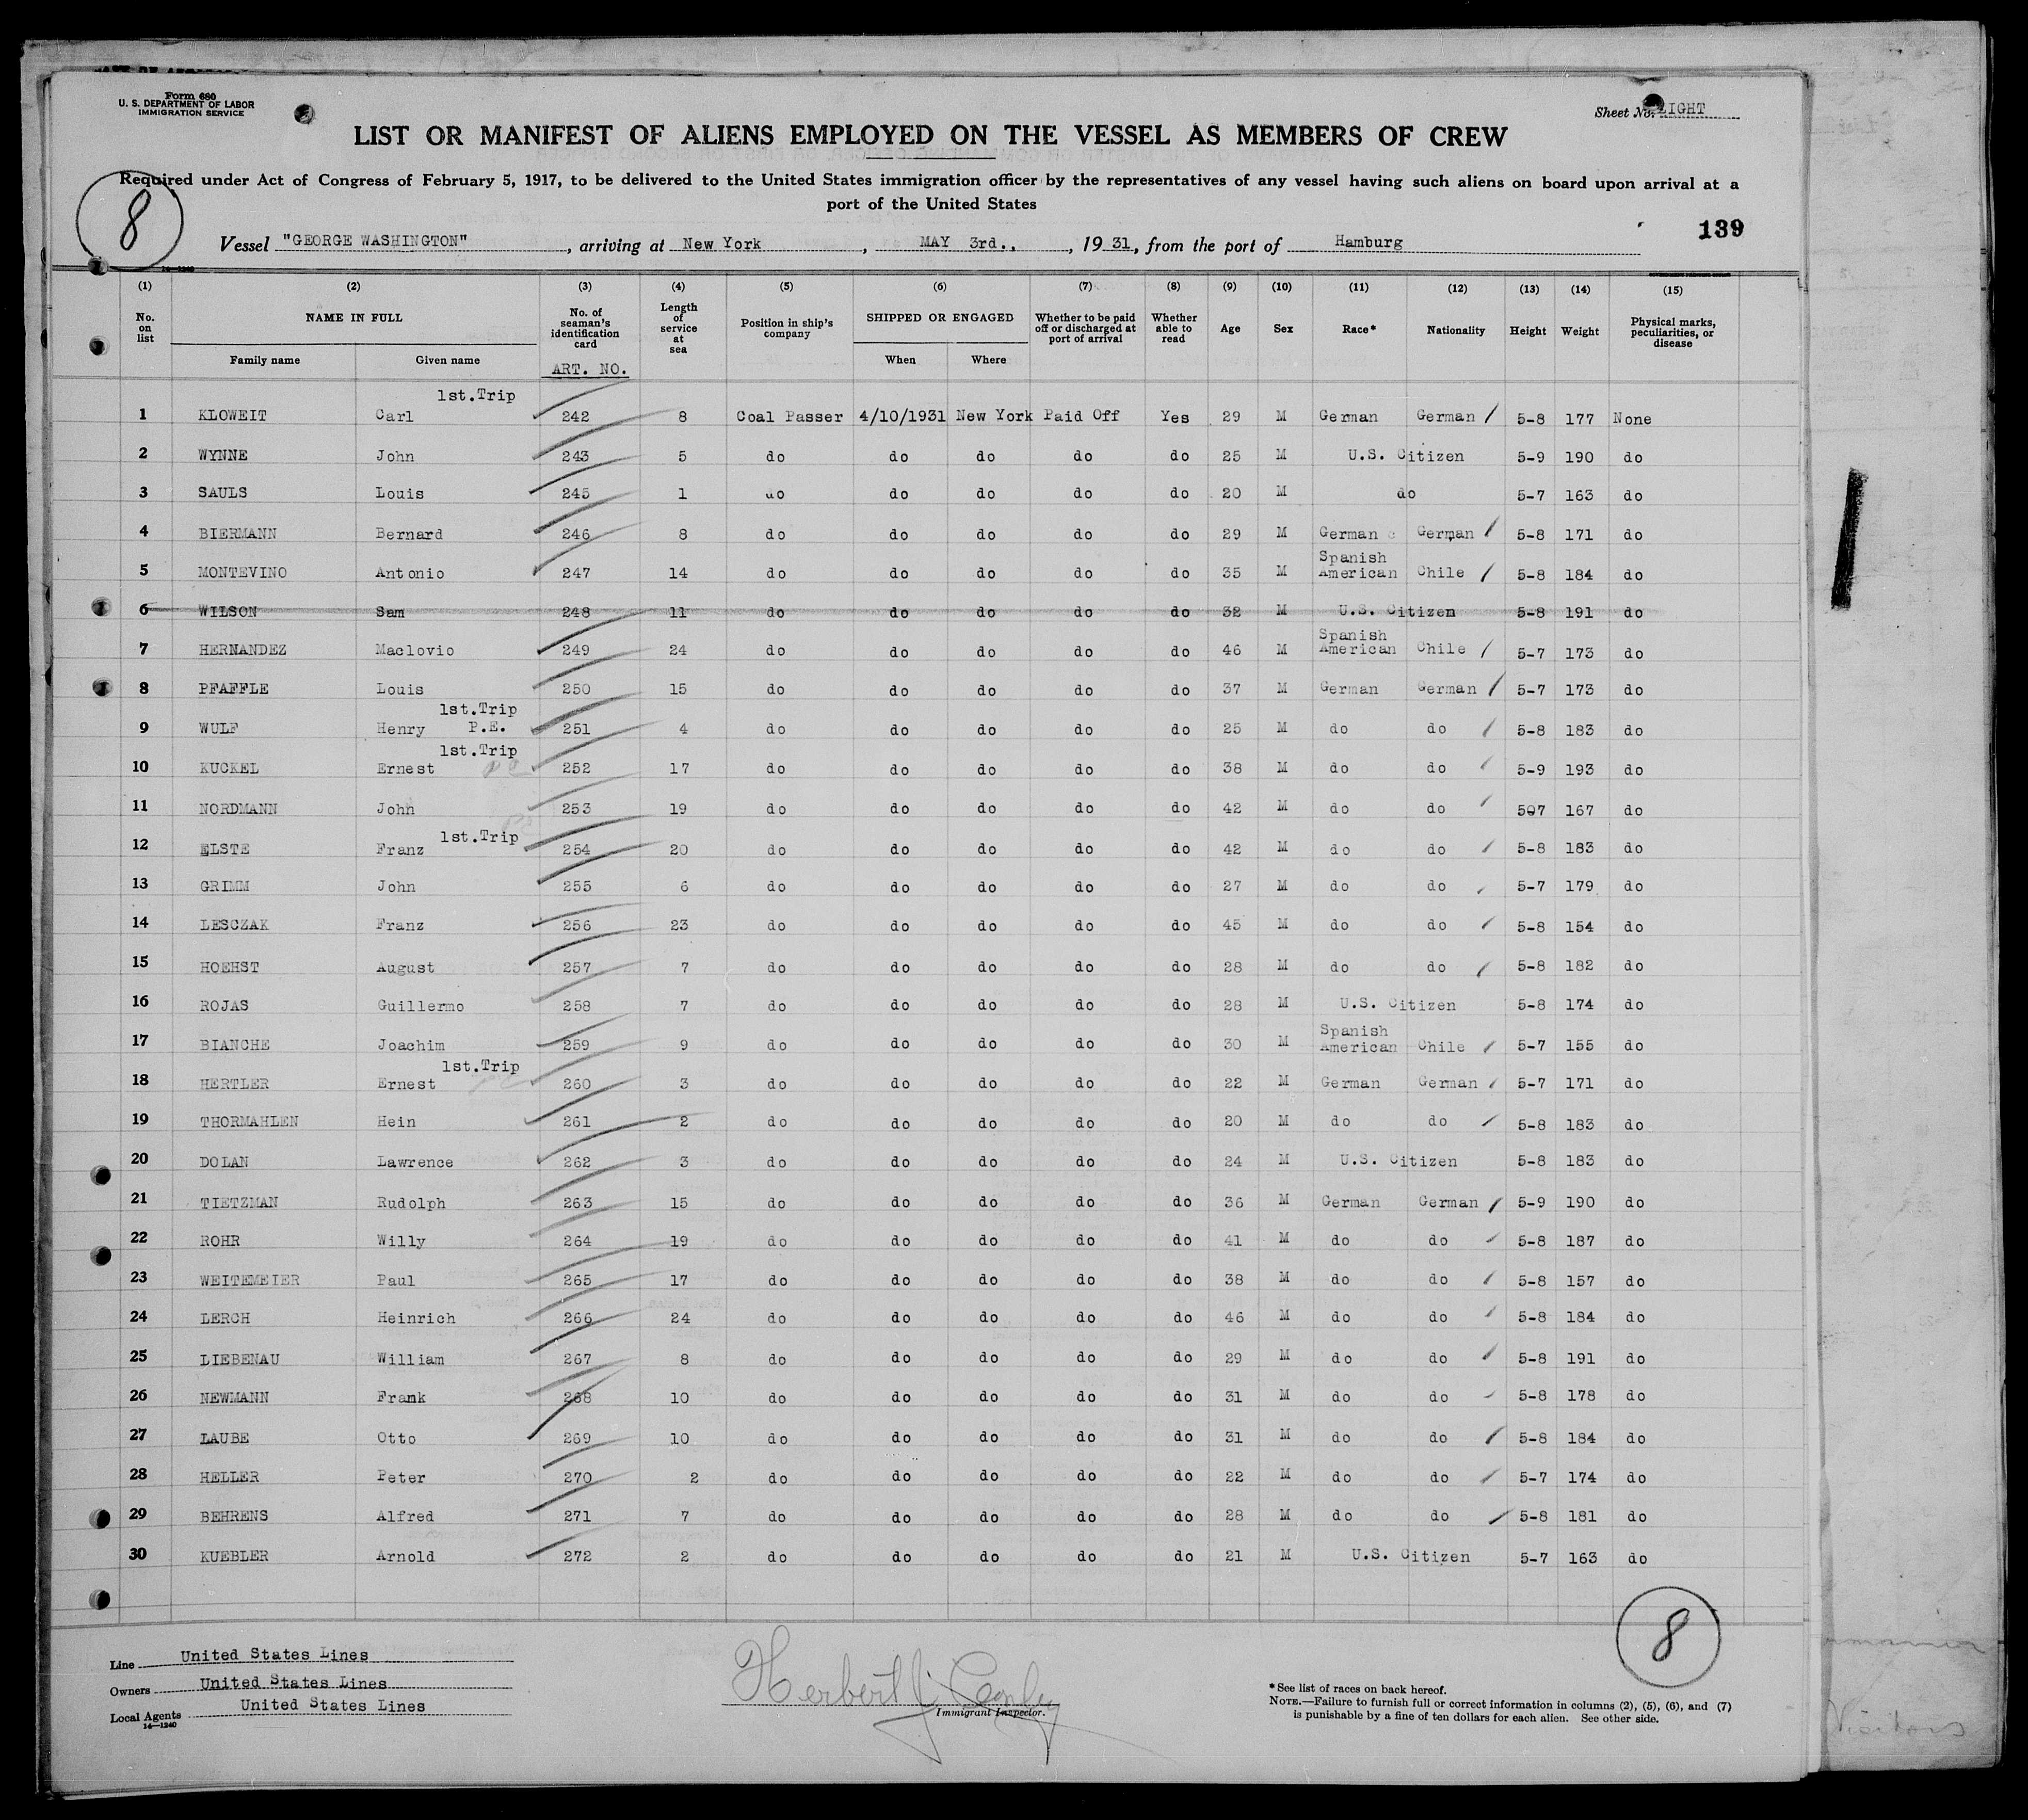 Form 680
U. S. DEPARTMENT OF LABOR
IMMIGRATION SERVICE
Sheet No. EIGHT
LIST OR MANIFEST OF ALIENS EMPLOYED ON THE VESSEL AS MEMBERS OF CREW
Required under Act of Congress of February 5, 1917, to be delivered to the United States immigration officer by the representatives of any vessel having such aliens on board upon arrival at a
port of the United States
8
139
Vessel "GEORGE WASHINGTON", arriving at New York, MAY 3rd., , 1931, from the port of Hamburg
14—1240
(1) (2) (3) (4) (5) (6) (7) (8) (9) (10) (11) (12) (13) (14) (15)
No. on list NAME IN FULL Family name Given name No. of seaman's identification card ART. NO. Length of service at sea Position in ship's company SHIPPED OR ENGAGED When Where Whether to be paid off or discharged at port of arrival Whether able to read Age Sex Race* Nationality Height Weight Physical marks, peculiarities, or disease
1st.Trip
1 KLOWEIT Carl 242 8 Coal Passer 4/10/1931 New York Paid Off Yes 29 M German German 5-8 177 None
2 WYNNE John 243 5 do do do do do 25 M U.S. Citizen 5-9 190 do
3 SAULS Louis 245 1 do do do do do 20 M do 5-7 163 do
4 BIERMANN Bernard 246 8 do do do do do 29 M German German 5-8 171 do
5 MONTEVINO Antonio 247 14 do do do do do 35 M Spanish American Chile 5-8 184 do
6 WILSON Sam 248 11 do do do do do 32 M U.S. Citizen 5-8 191 do
7 HERNANDEZ Maclovio 249 24 do do do do do 46 M Spanish American Chile 5-7 173 do
8 PFAFFLE Louis 250 15 do do do do do 37 M German German 5-7 173 do
1st.Trip
9 WULF Henry P.E. 251 4 do do do do do 25 M do do 5-8 183 do
1st.Trip
10 KUCKEL Ernest 252 17 do do do do do 38 M do do 5-9 193 do
11 NORDMANN John 253 19 do do do do do 42 M do do 507 167 do
1st.Trip
12 ELSTE Franz 254 20 do do do do do 42 M do do 5-8 183 do
13 GRIMM John 255 6 do do do do do 27 M do do 5-7 179 do
14 LESCZAK Franz 256 23 do do do do do 45 M do do 5-8 154 do
15 HOEHST August 257 7 do do do do do 28 M do do 5-8 182 do
16 ROJAS Guillermo 258 7 do do do do do 28 M U.S. Citizen 5-8 174 do
17 BIANCHE Joachim 259 9 do do do do do 30 M Spanish American Chile 5-7 155 do
1st.Trip
18 HERTLER Ernest 260 3 do do do do do 22 M German German 5-7 171 do
19 THORMAHLEN Hein 261 2 do do do do do 20 M do do 5-8 183 do
20 DOLAN Lawrence 262 3 do do do do do 24 M U.S. Citizen 5-8 183 do
21 TIETZMAN Rudolph 263 15 do do do do do 36 M German German 5-9 190 do
22 ROHR Willy 264 19 do do do do do 41 M do do 5-8 187 do
23 WEITEMEIER Paul 265 17 do do do do do 38 M do do 5-8 157 do
24 LERCH Heinrich 266 24 do do do do do 46 M do do 5-8 184 do
25 LIEBENAU William 267 8 do do do do do 29 M do do 5-8 191 do
26 NEWMANN Frank 268 10 do do do do do 31 M do do 5-8 178 do
27 LAUBE Otto 269 10 do do do do do 31 M do do 5-8 184 do
28 HELLER Peter 270 2 do do do do do 22 M do do 5-7 174 do
29 BEHRENS Alfred 271 7 do do do do do 28 M do do 5-8 181 do
30 KUEBLER Arnold 272 2 do do do do do 21 M U.S. Citizen 5-7 163 do
8
Line United States Lines
Owners United States Lines
Local Agents United States Lines
14—1240
Herbert J.
Immigrant Inspector.
*See list of races on back hereof.
NOTE.—Failure to furnish full or correct information in columns (2), (5), (6), and (7)
is punishable by a fine of ten dollars for each alien. See other side.
Visitors